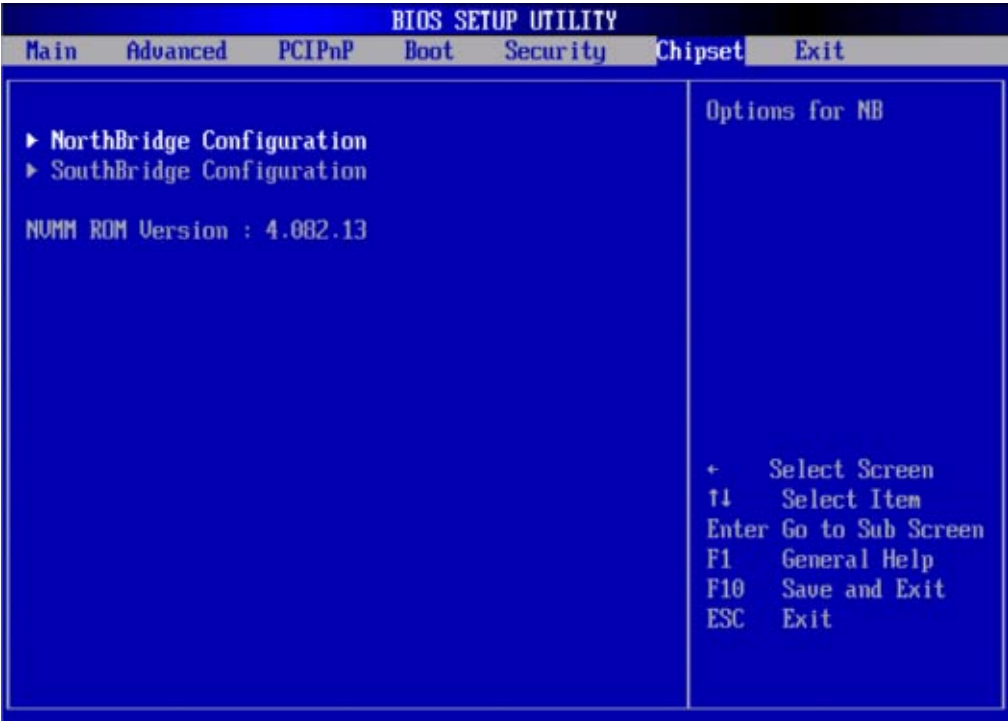 BIOS SETUP UTILITY
Main Advanced PCIPnP Boot Security Chipset Exit
▶ NorthBridge Configuration
▶ SouthBridge Configuration
NVMM ROM Version : 4.082.13
Options for NB
← Select Screen
↑↓ Select Item
Enter Go to Sub Screen
F1 General Help
F10 Save and Exit
ESC Exit